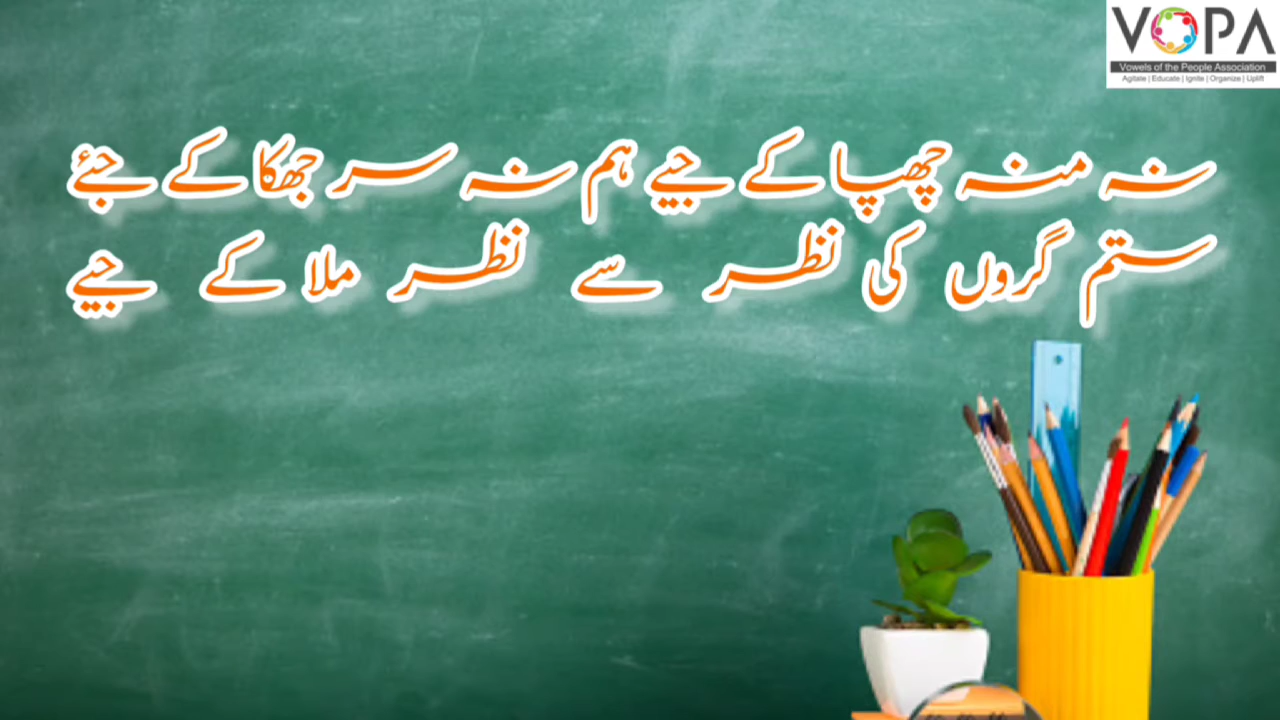 VOPA
Vowels of the People Association
Agitate | Educate | Ignite | Organize | Uplift
نہ منہ چھپا کے جیے ہم نہ سر جھکا کے جئے
ستم گروں کی نظر سے نظر ملا کے جیے